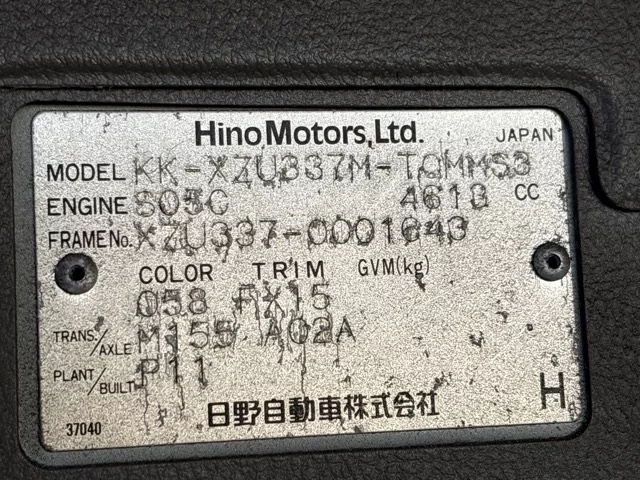 Hino Motors, Ltd. JAPAN
MODEL KK-XZU337M-TQMMS3
ENGINE S05C 4613 CC
FRAME No. XZU337-0001643
COLOR TRIM GVM(kg)
058 FX15
TRANS./AXLE M155 A02A
PLANT/BUILT P11
日野自動車株式会社 H
37040